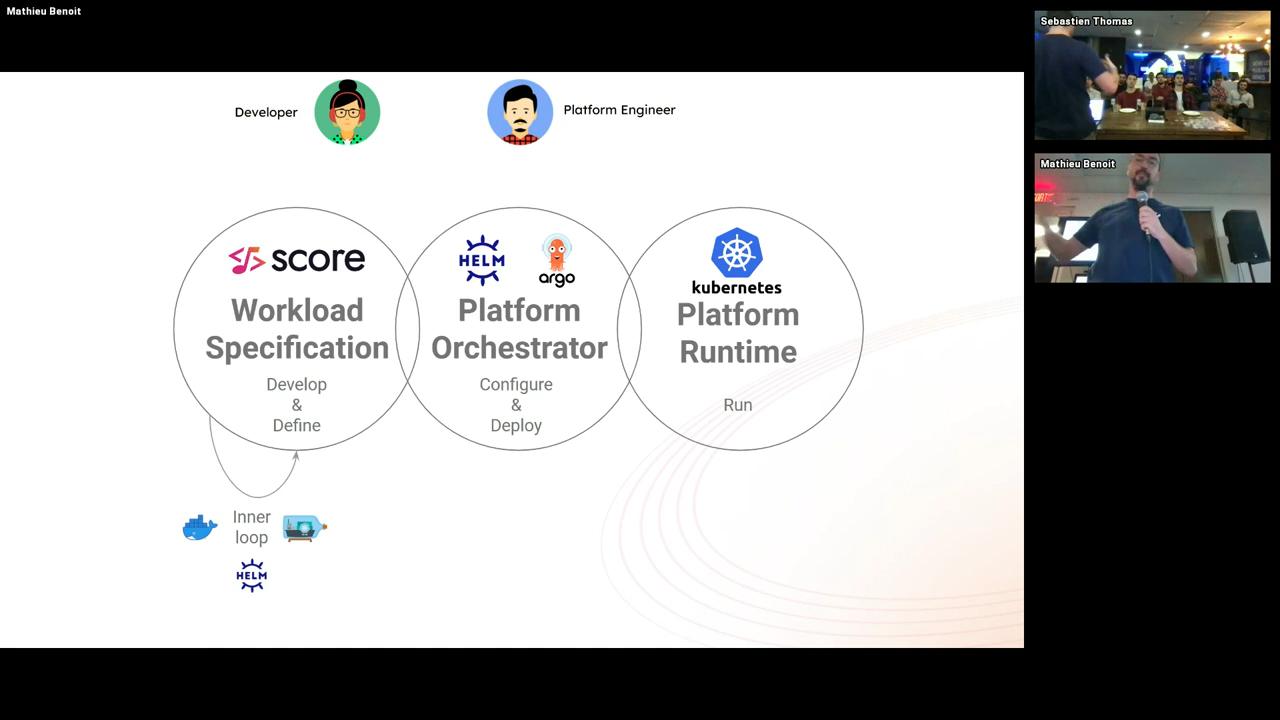 Mathieu Benoit
Sebastien Thomas
Mathieu Benoit
Developer
Platform Engineer
score
Workload
Specification
Develop
&
Define
HELM
argo
Platform
Orchestrator
Configure
&
Deploy
kubernetes
Platform
Runtime
Run
Inner
loop
HELM